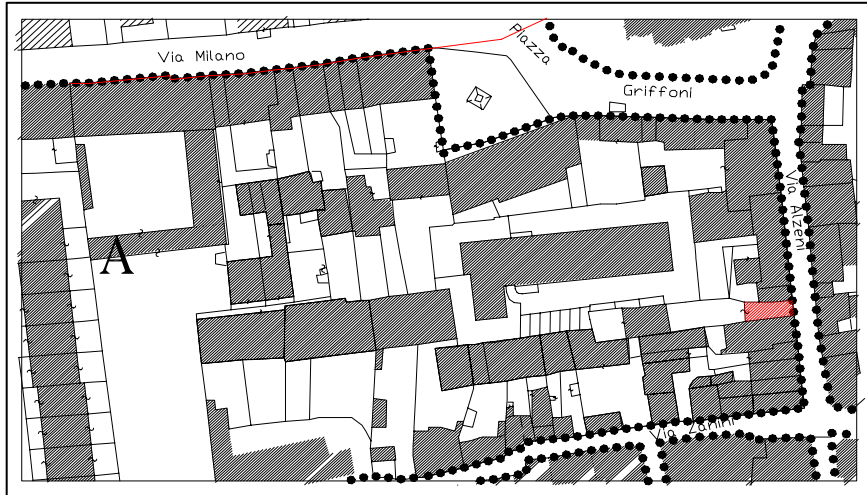 Via Milano
Piazza
Griffoni
Via Alzeni
A
Via Zanini